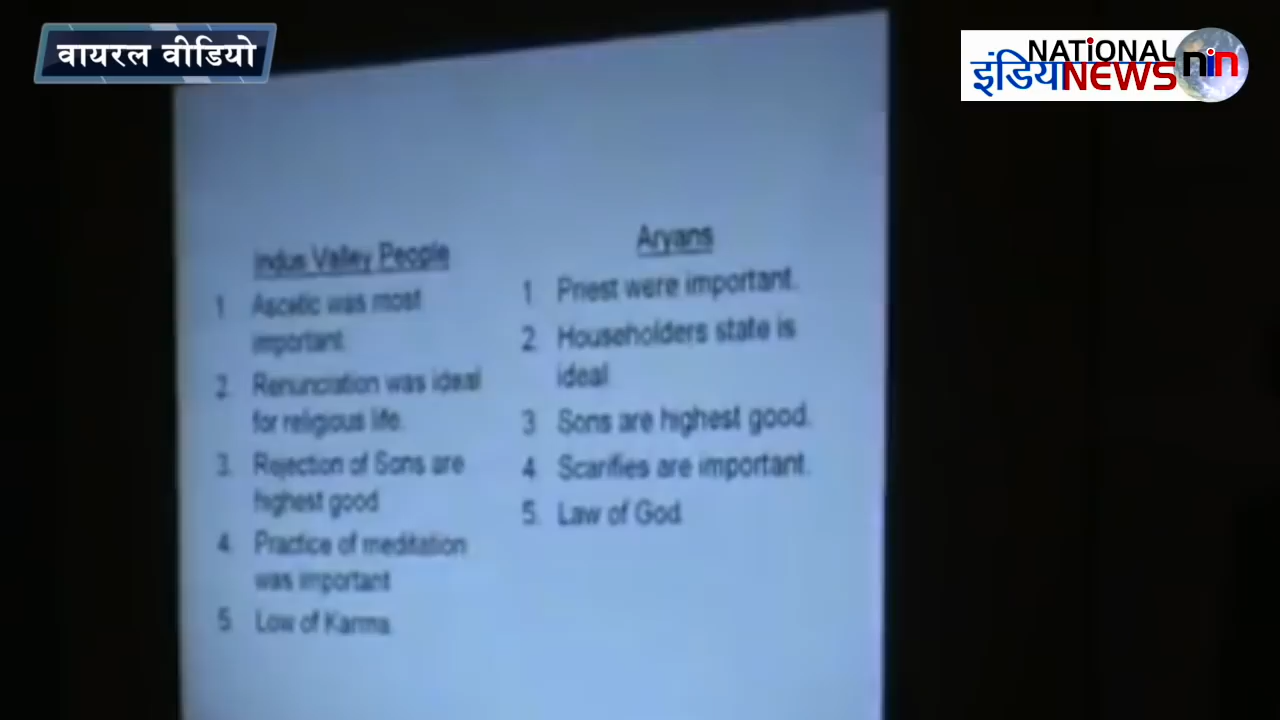 वायरल वीडियो
NATiONAL
इंडिया NEWS nin
Indus Valley People
1 Ascetic was most
important.
2. Renunciation was ideal
for religious life.
3. Rejection of Sons are
highest good
4. Practice of meditation
was important
5. Low of Karma.
Aryans
1 Priest were important.
2. Householders state is
ideal
3 Sons are highest good.
4 Scarifies are important.
5. Law of God.